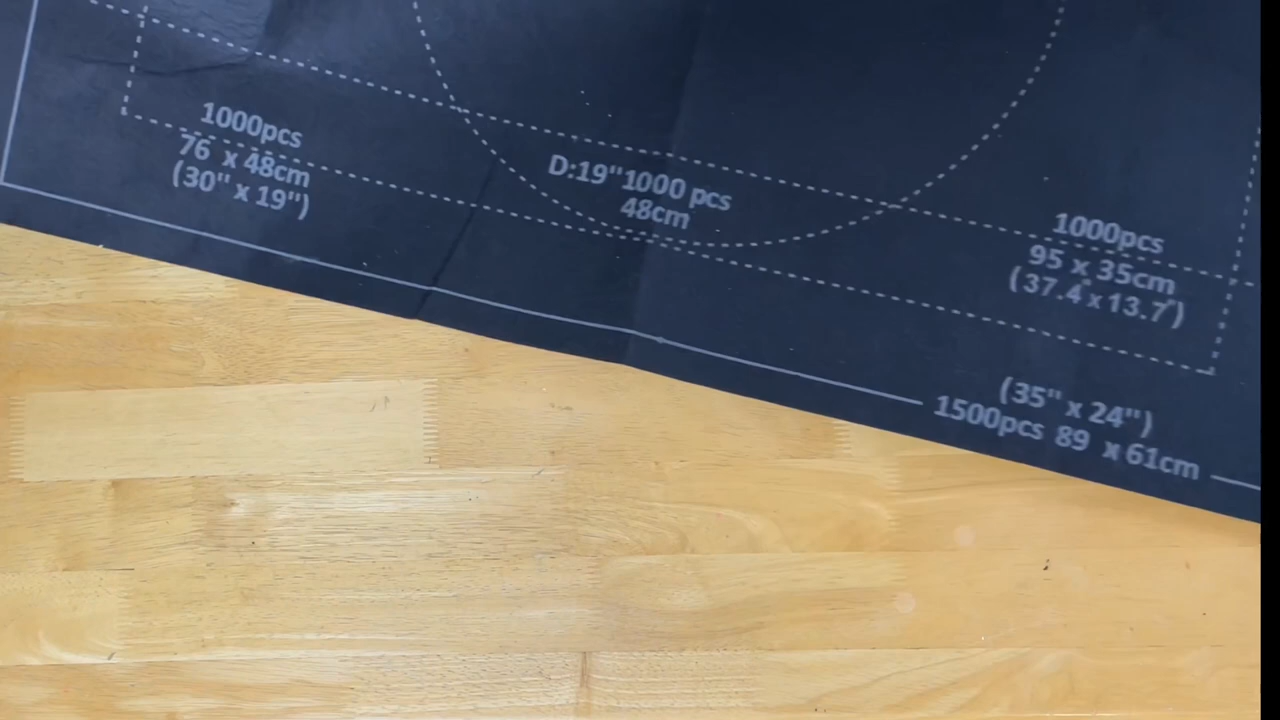 1000pcs
76 x 48cm
(30" x 19")
D:19"1000 pcs
48cm
1000pcs
95 x 35cm
(37.4"x 13.7")
(35" x 24")
1500pcs 89 x 61cm